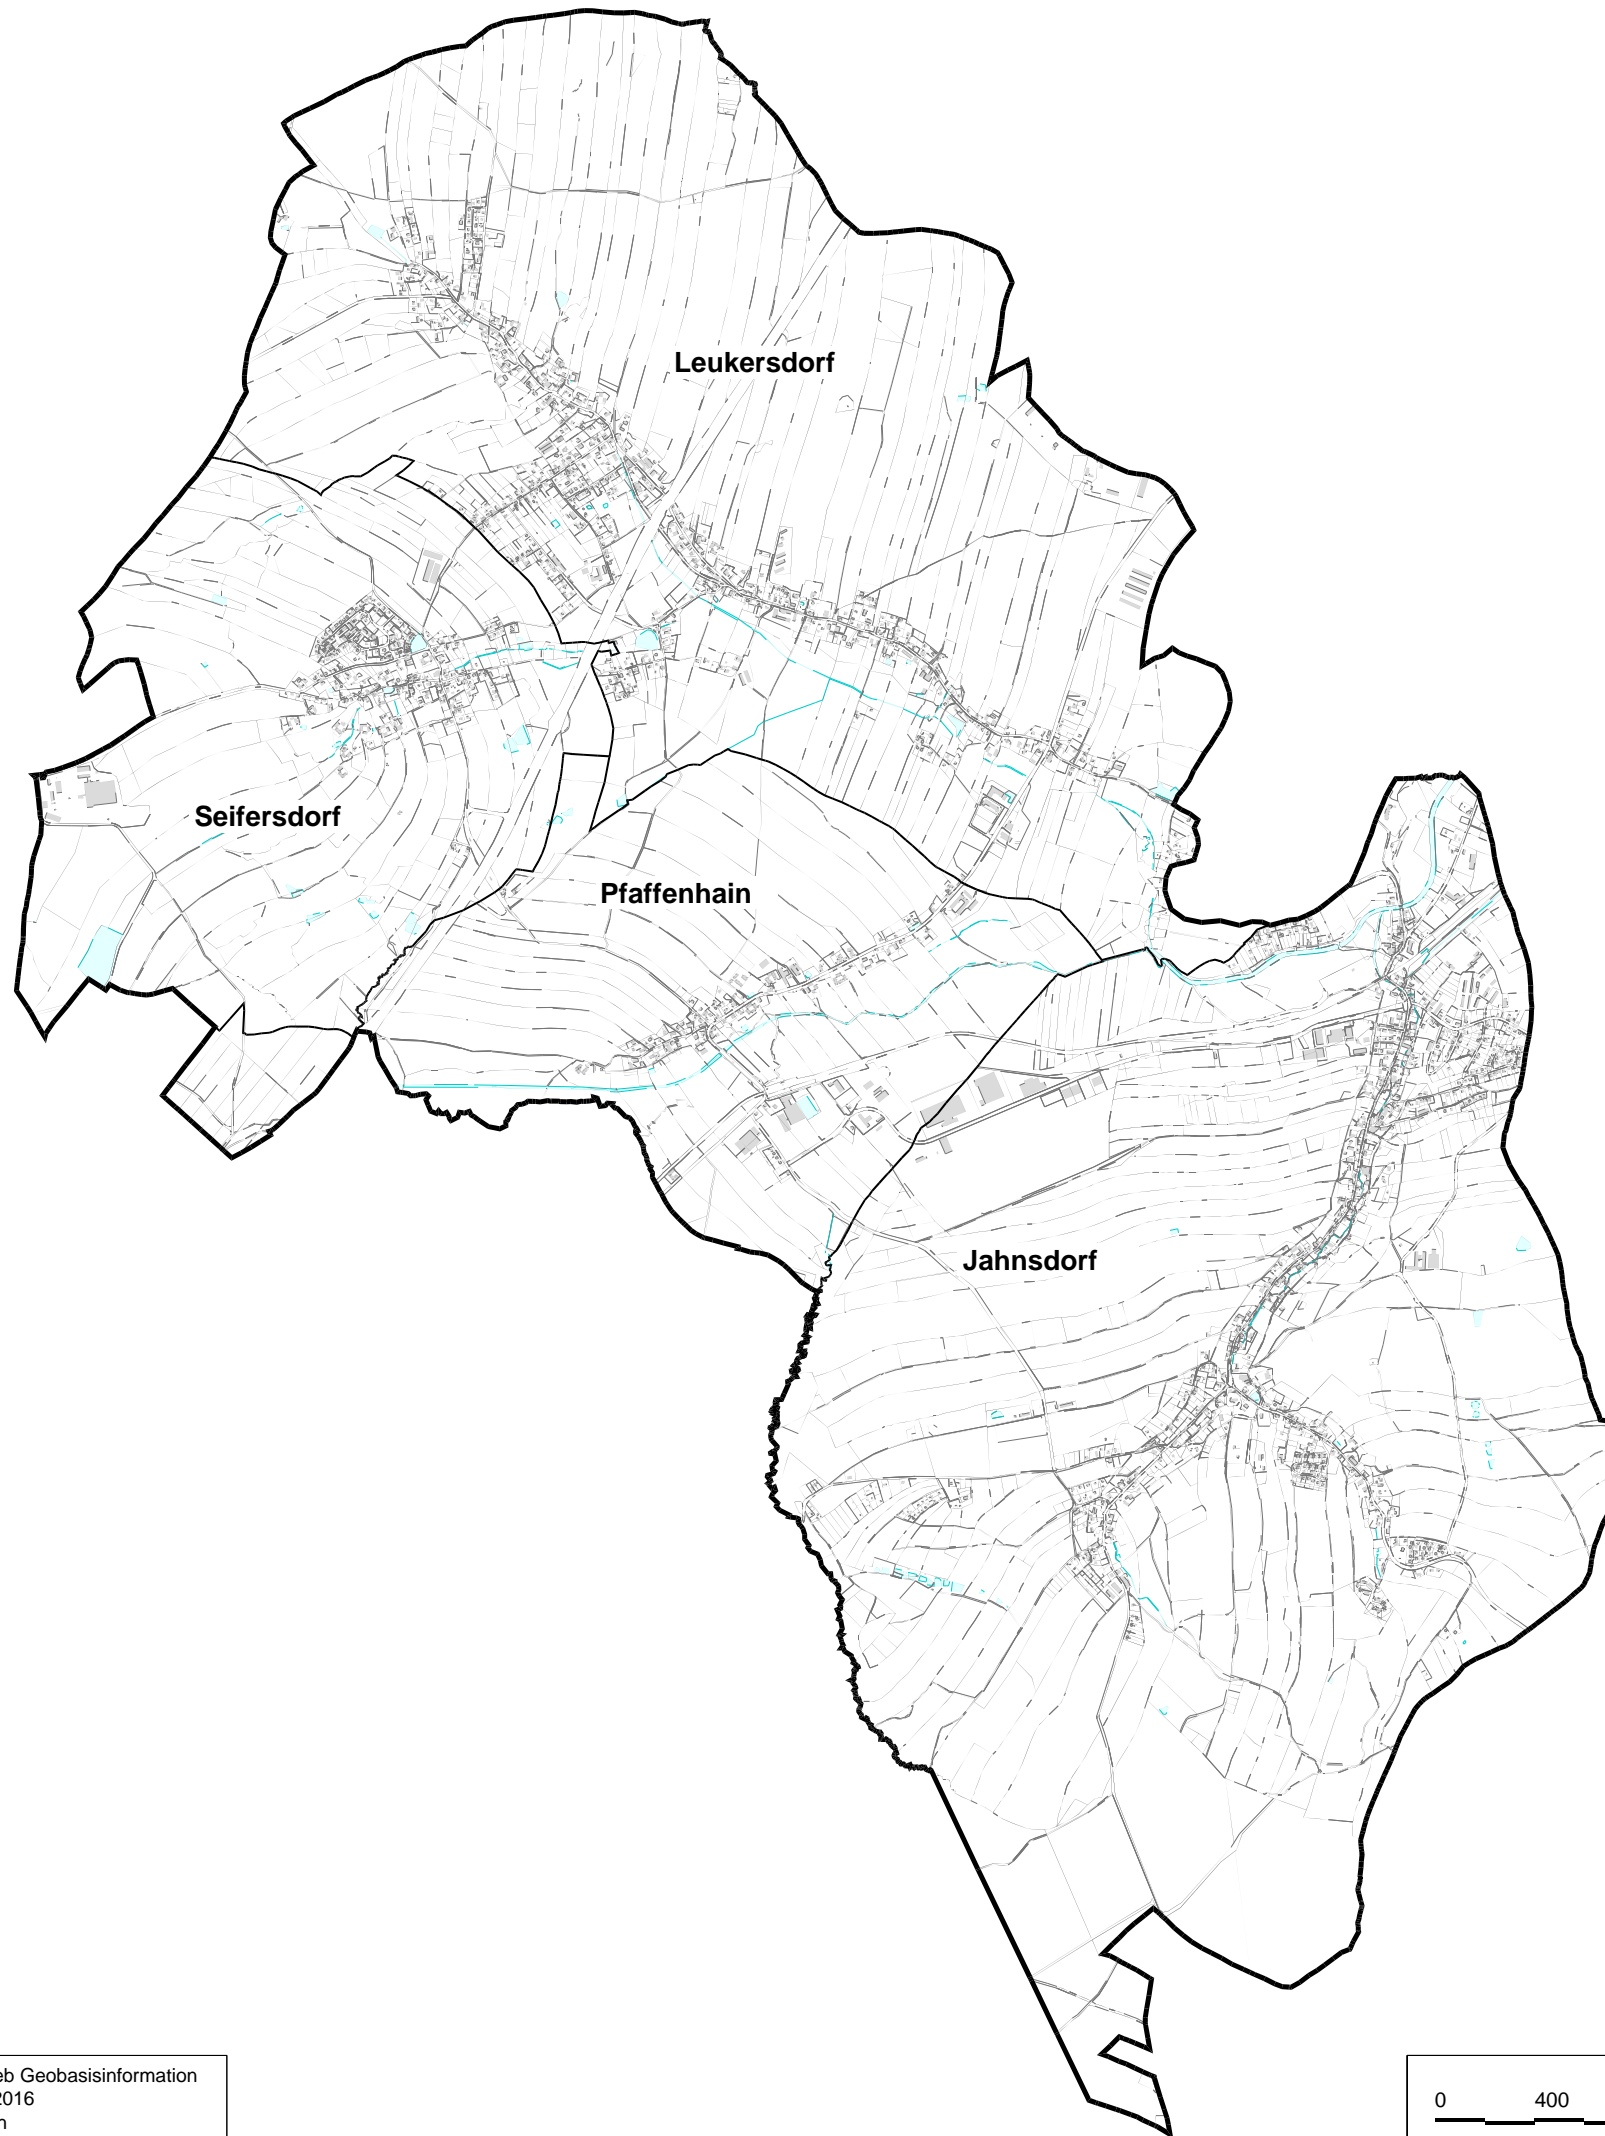 Leukersdorf
Seifersdorf
Pfaffenhain
Jahnsdorf
eb Geobasisinformation
2016
0 400